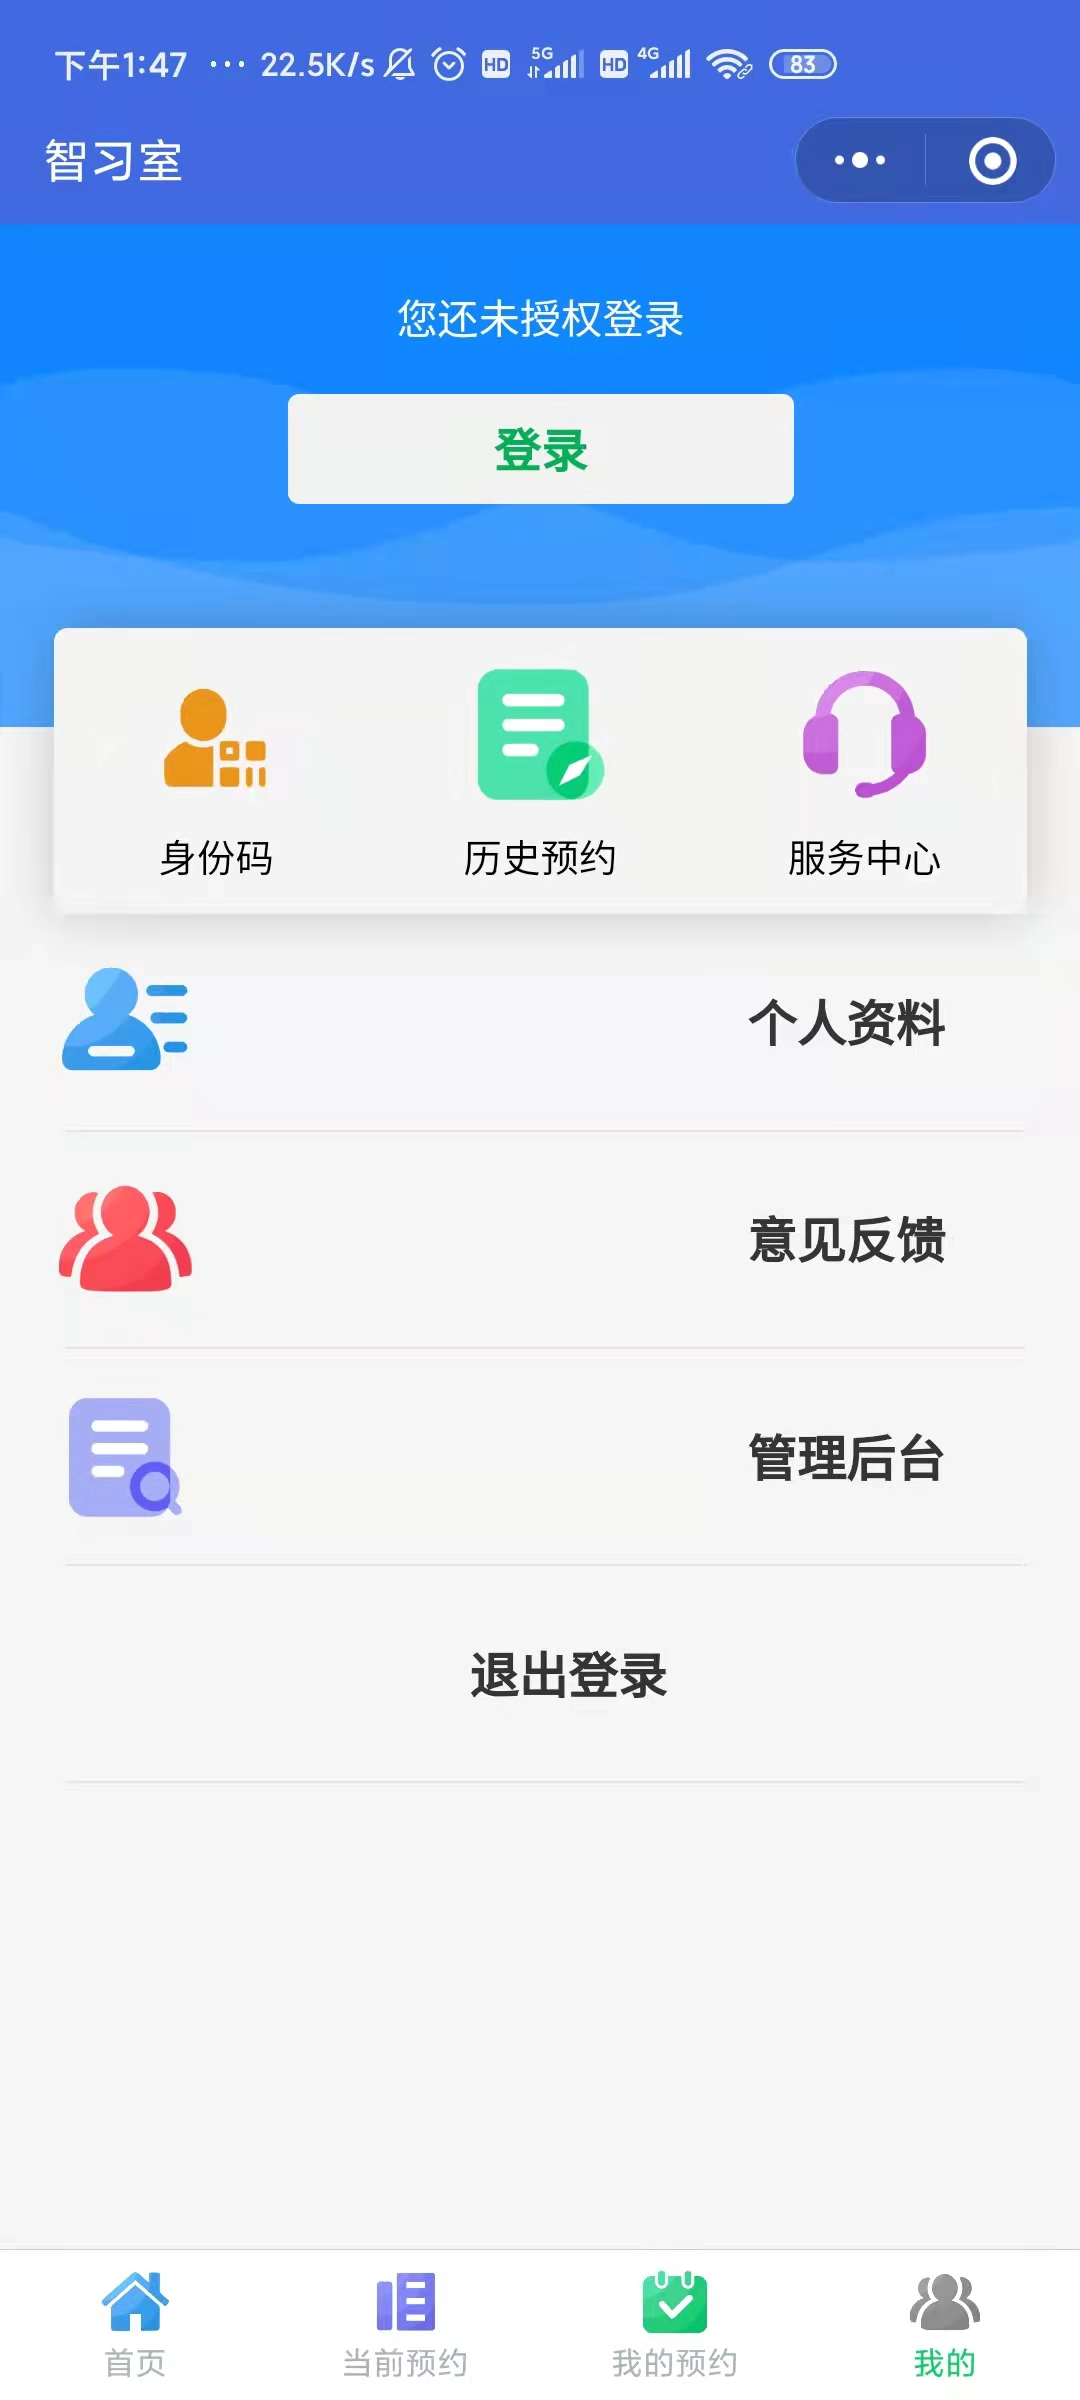 下午1:47 ··· 22.5K/s HD 5G HD 4G 83
智习室
您还未授权登录
登录
身份码 历史预约 服务中心
个人资料
意见反馈
管理后台
退出登录
首页 当前预约 我的预约 我的